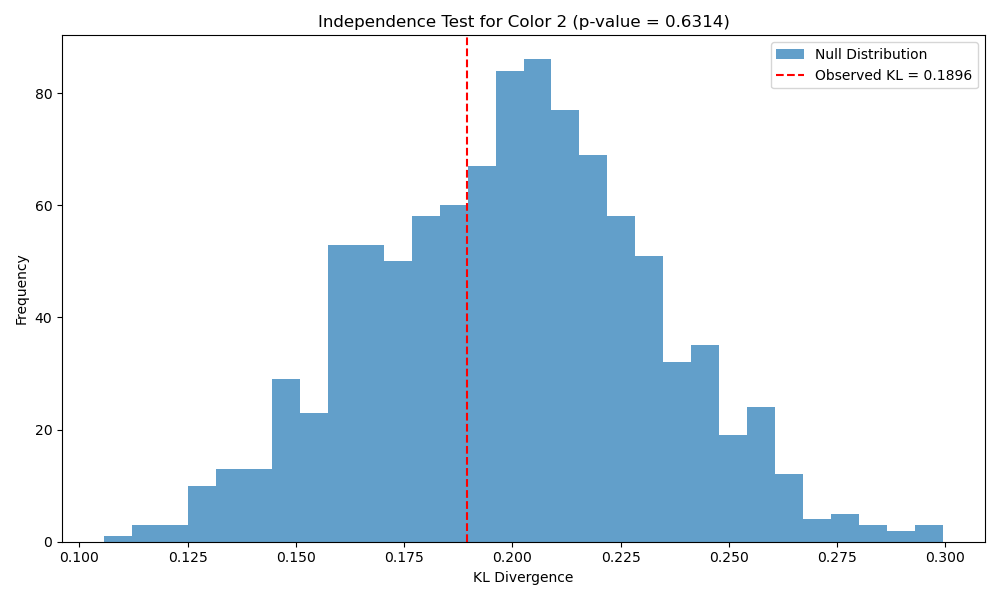 Independence Test for Color 2 (p-value = 0.6314)
Null Distribution
Observed KL = 0.1896
Frequency
80
60
40
20
0
0.100 0.125 0.150 0.175 0.200 0.225 0.250 0.275 0.300
KL Divergence